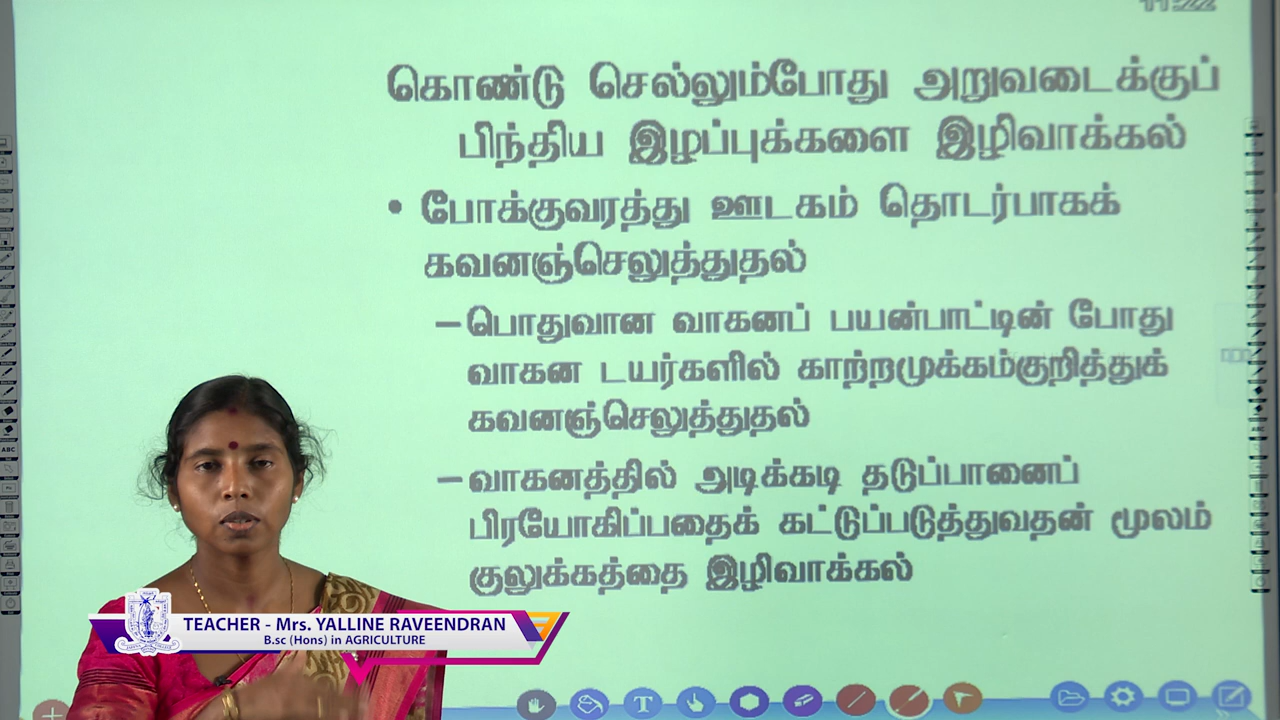 கொண்டு செல்லும்போது அறுவடைக்குப்
பிந்திய இழப்புக்களை இழிவாக்கல்
• போக்குவரத்து ஊடகம் தொடர்பாகக்
கவனஞ்செலுத்துதல்
–பொதுவான வாகனப் பயன்பாட்டின் போது
வாகன டயர்களில் காற்றமுக்கம்குறித்துக்
கவனஞ்செலுத்துதல்
–வாகனத்தில் அடிக்கடி தடுப்பானைப்
பிரயோகிப்பதைக் கட்டுப்படுத்துவதன் மூலம்
குலுக்கத்தை இழிவாக்கல்
TEACHER - Mrs. YALLINE RAVEENDRAN
B.sc (Hons) in AGRICULTURE
ABC